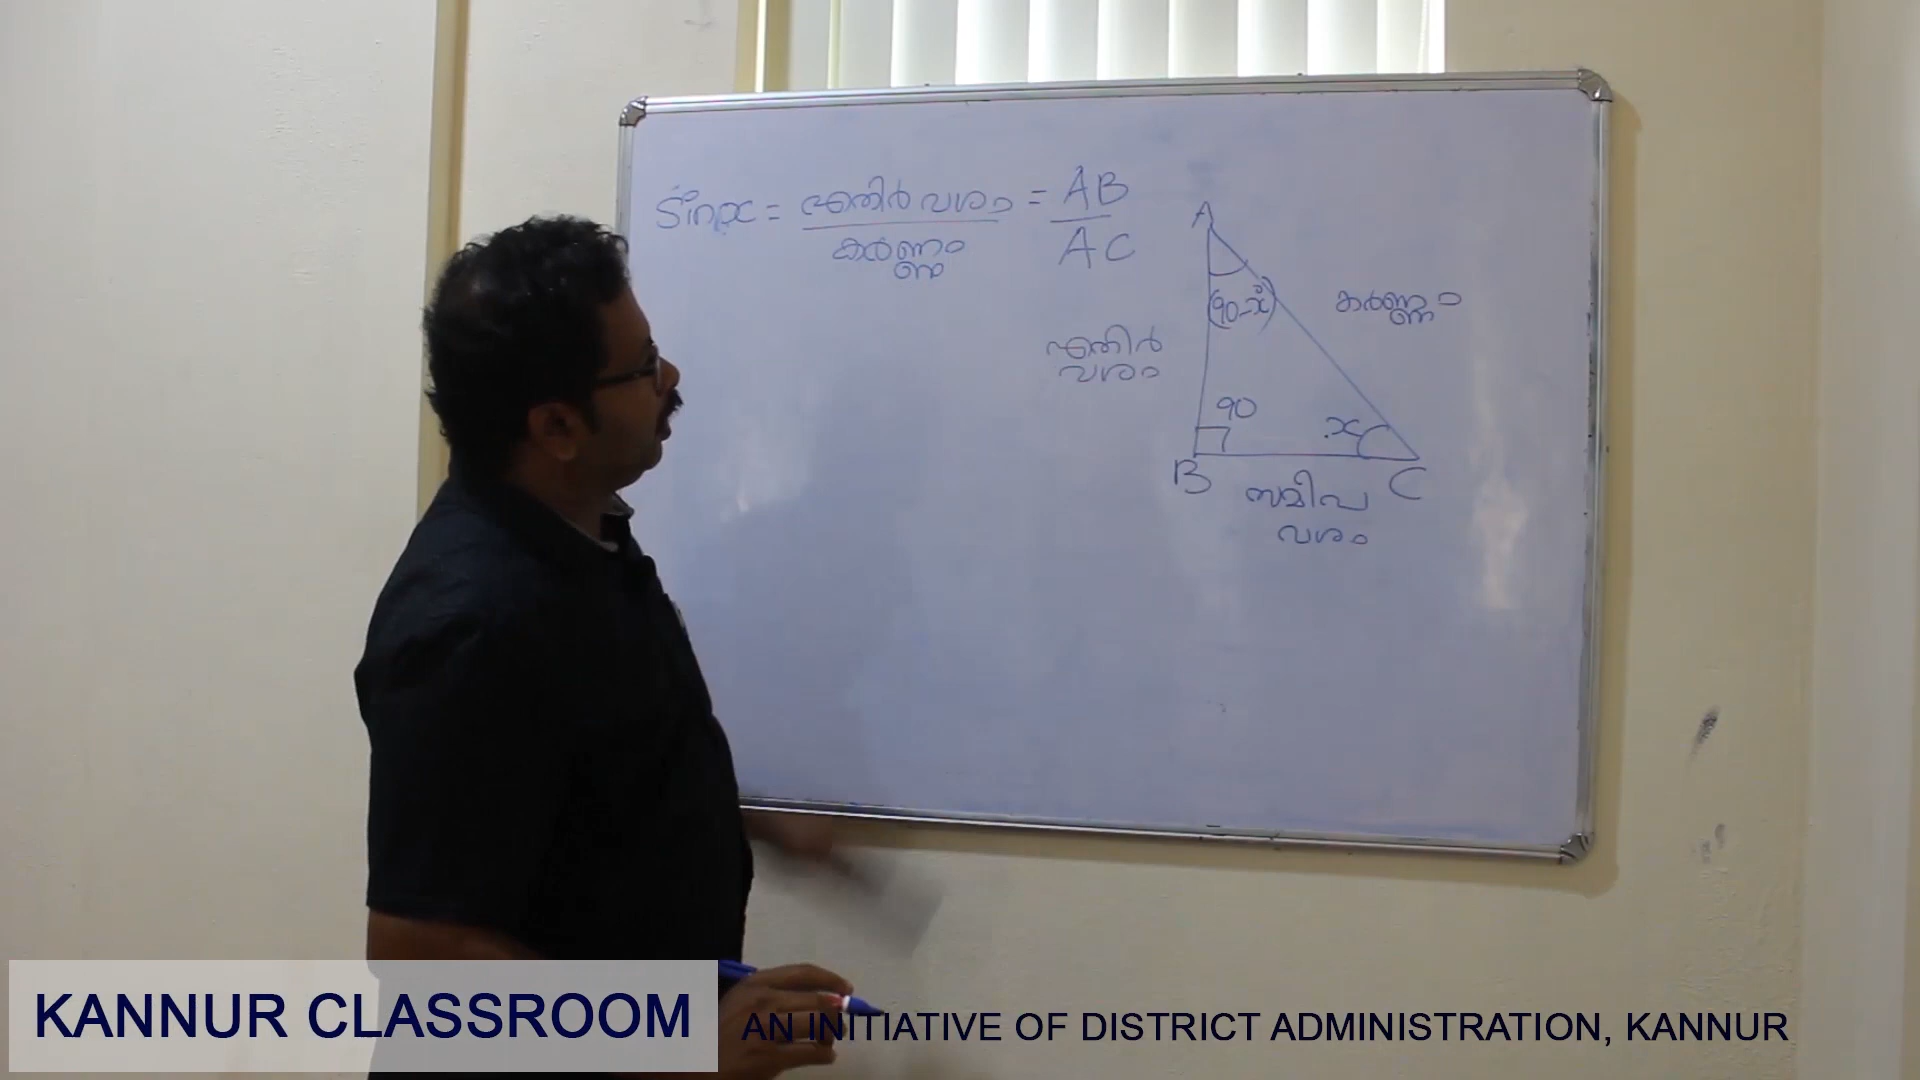 Sin x = എതിർ വശം = AB
കർണ്ണം AC
A
(90-x°)
കർണ്ണം
എതിർ
വശം
90
x
B
C
സമീപ
വശം
KANNUR CLASSROOM
AN INITIATIVE OF DISTRICT ADMINISTRATION, KANNUR